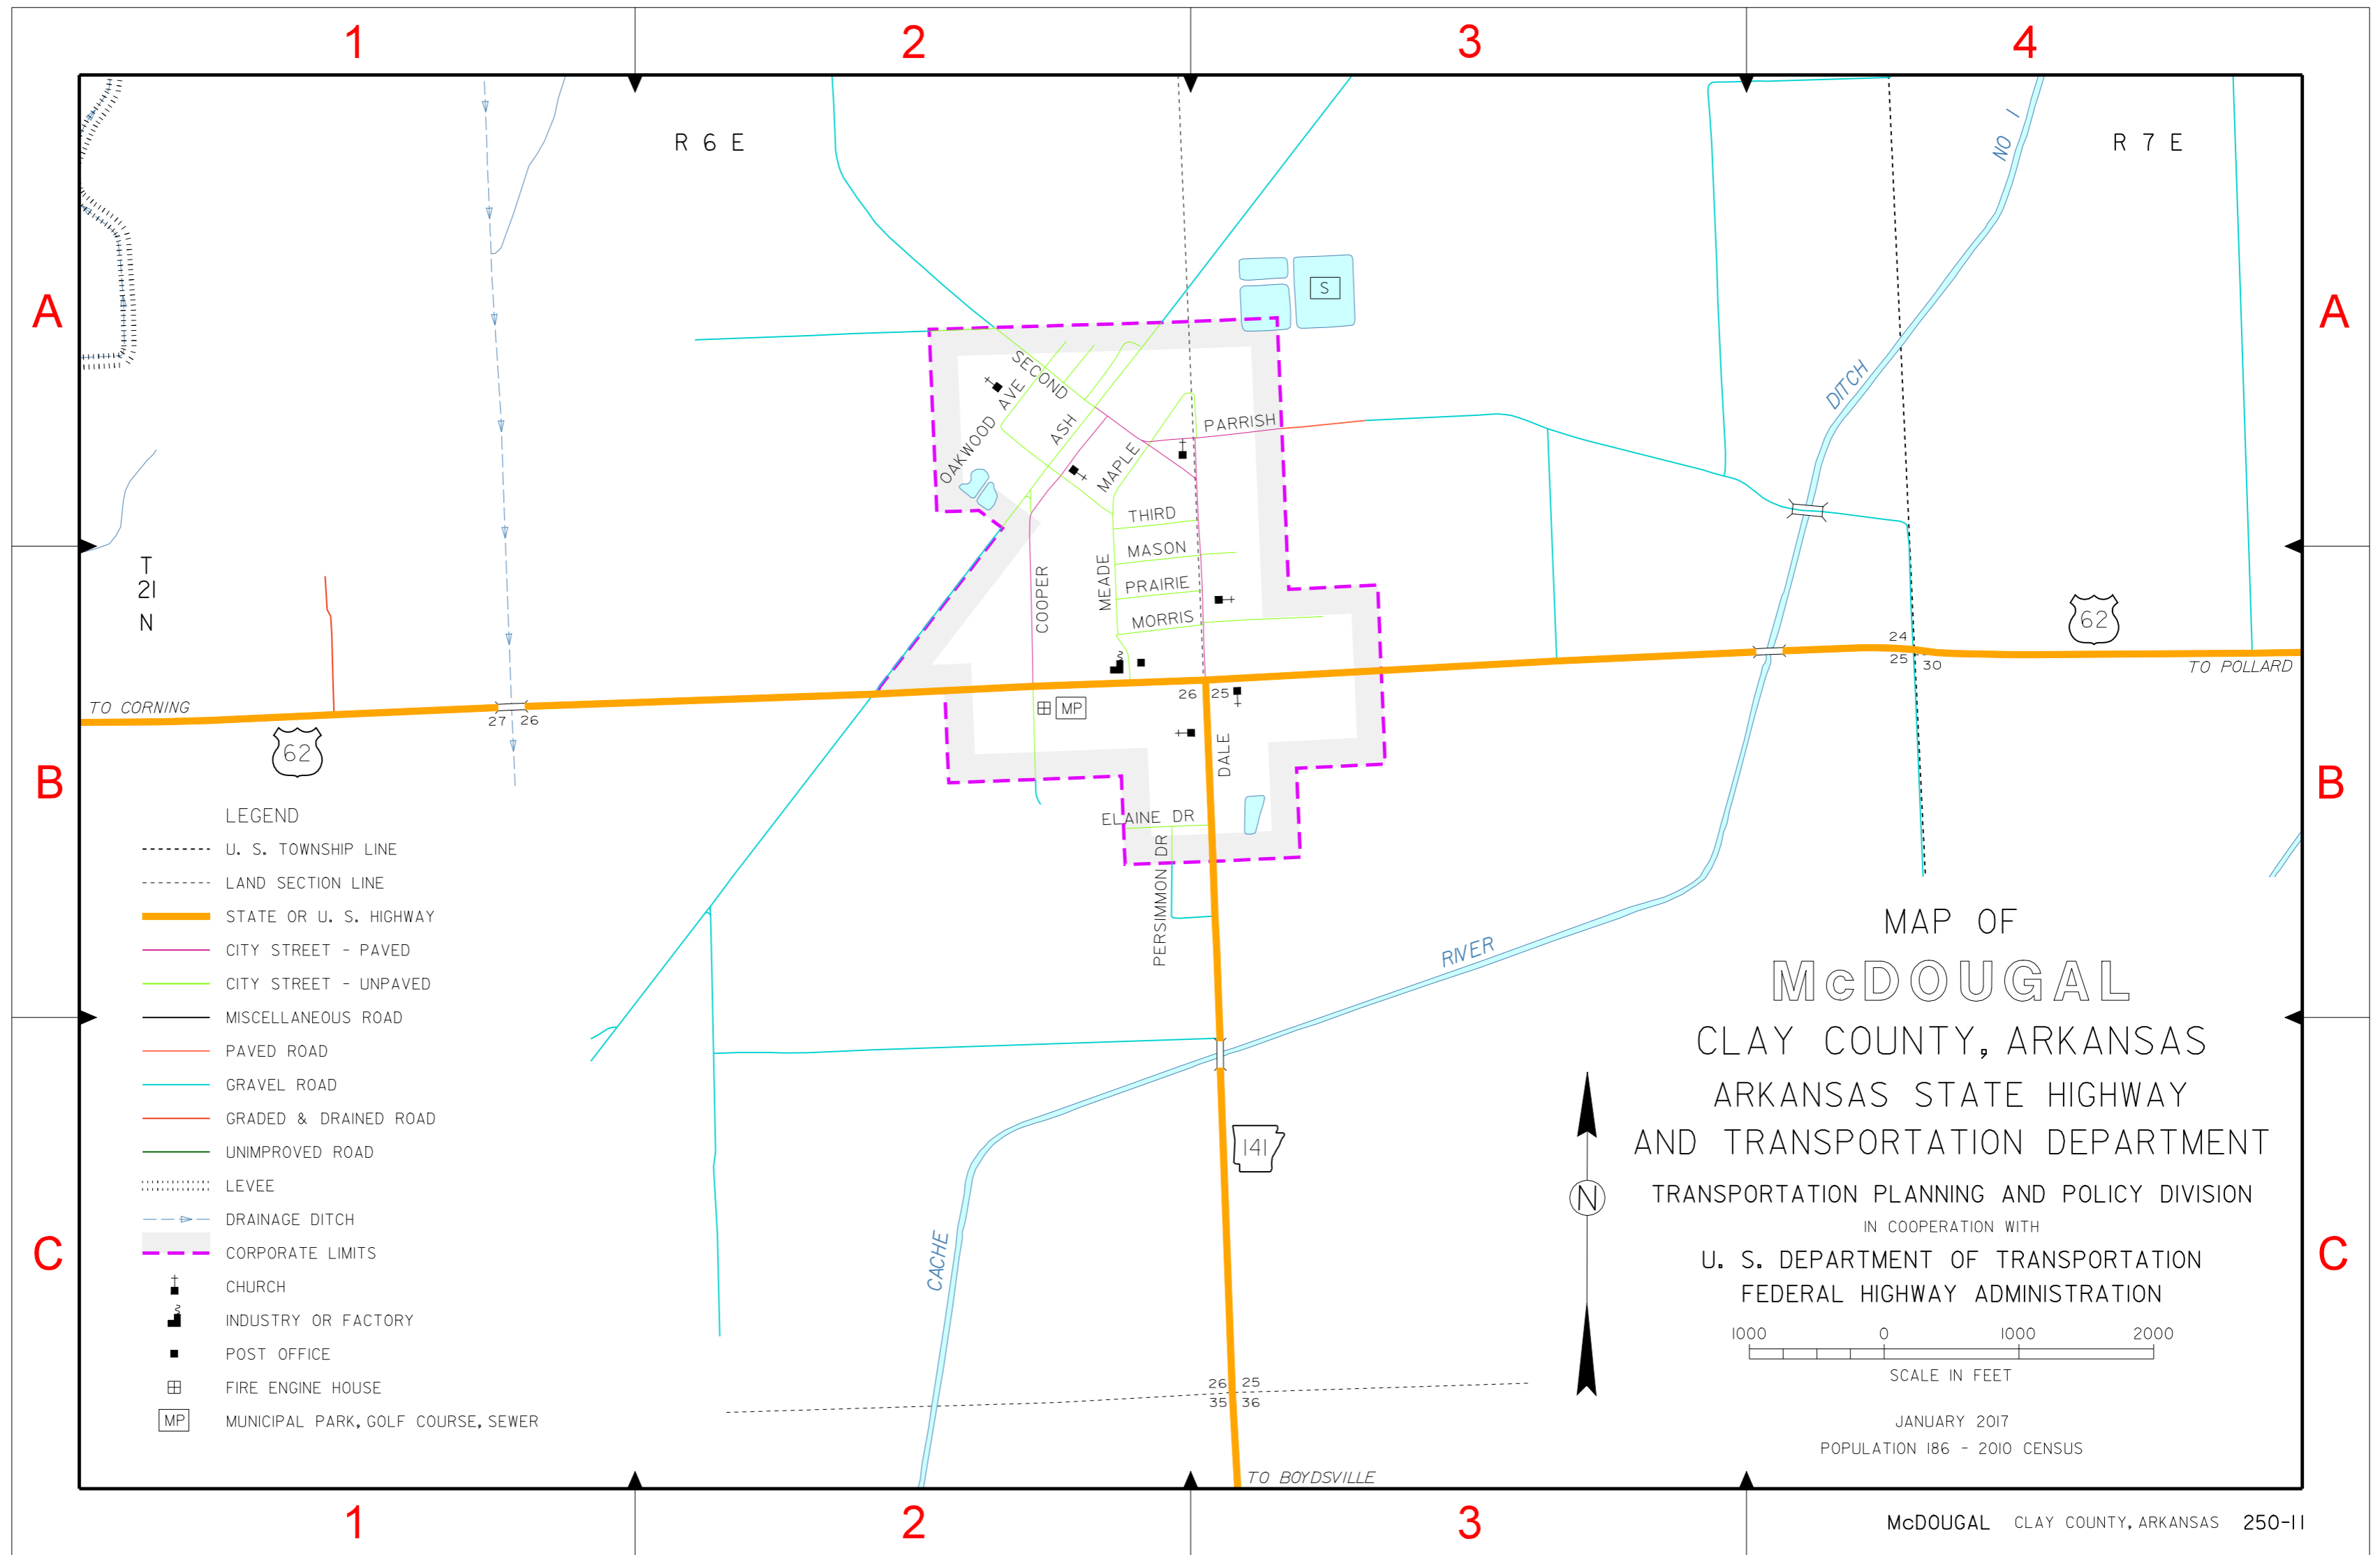 1 2 3 4
R 6 E
R 7 E
NO 1
A
A
S
DITCH
SECOND
OAKWOOD AVE
ASH
MAPLE
PARRISH
THIRD
MASON
PRAIRIE
MORRIS
MEADE
COOPER
T
21
N
62
24
25 30
TO POLLARD
TO CORNING
27 26
62
26 25
MP
DALE
B
B
ELAINE DR
PERSIMMON DR
RIVER
LEGEND
U. S. TOWNSHIP LINE
LAND SECTION LINE
STATE OR U. S. HIGHWAY
CITY STREET - PAVED
CITY STREET - UNPAVED
MISCELLANEOUS ROAD
PAVED ROAD
GRAVEL ROAD
GRADED & DRAINED ROAD
UNIMPROVED ROAD
LEVEE
DRAINAGE DITCH
CORPORATE LIMITS
CHURCH
INDUSTRY OR FACTORY
POST OFFICE
FIRE ENGINE HOUSE
MP MUNICIPAL PARK, GOLF COURSE, SEWER
141
CACHE
26 25
35 36
TO BOYDSVILLE
MAP OF
McDOUGAL
CLAY COUNTY, ARKANSAS
ARKANSAS STATE HIGHWAY
AND TRANSPORTATION DEPARTMENT
TRANSPORTATION PLANNING AND POLICY DIVISION
IN COOPERATION WITH
U. S. DEPARTMENT OF TRANSPORTATION
FEDERAL HIGHWAY ADMINISTRATION
N
1000 0 1000 2000
SCALE IN FEET
JANUARY 2017
POPULATION 186 - 2010 CENSUS
C
C
1 2 3
McDOUGAL CLAY COUNTY, ARKANSAS 250-11